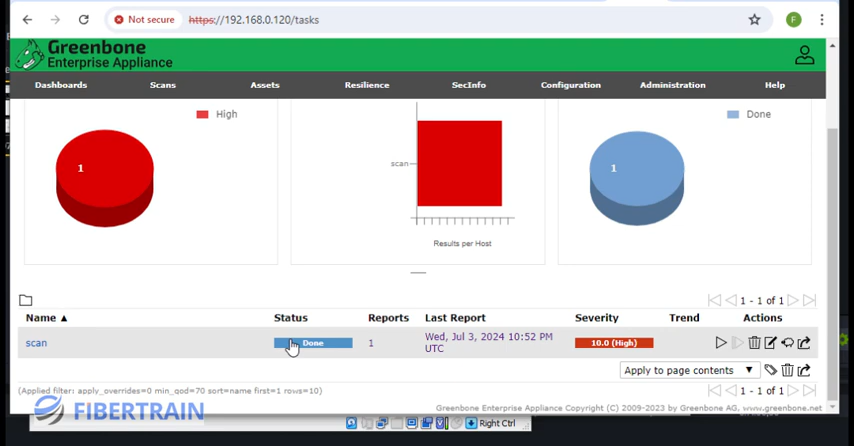 Not secure
https://192.168.0.120/tasks
F
Greenbone
Enterprise Appliance
Dashboards Scans Assets Resilience SecInfo Configuration Administration Help
High
1
scan
Results per Host
Done
1
1 - 1 of 1
Name ▲ Status Reports Last Report Severity Trend Actions
scan Done 1 Wed, Jul 3, 2024 10:52 PM UTC 10.0 (High)
Apply to page contents ▼
(Applied filter: apply_overrides=0 min_qod=70 sort=name first=1 rows=10)
1 - 1 of 1
FIBERTRAIN
Greenbone Enterprise Appliance Copyright (C) 2009-2023 by Greenbone AG, www.greenbone.net
Right Ctrl